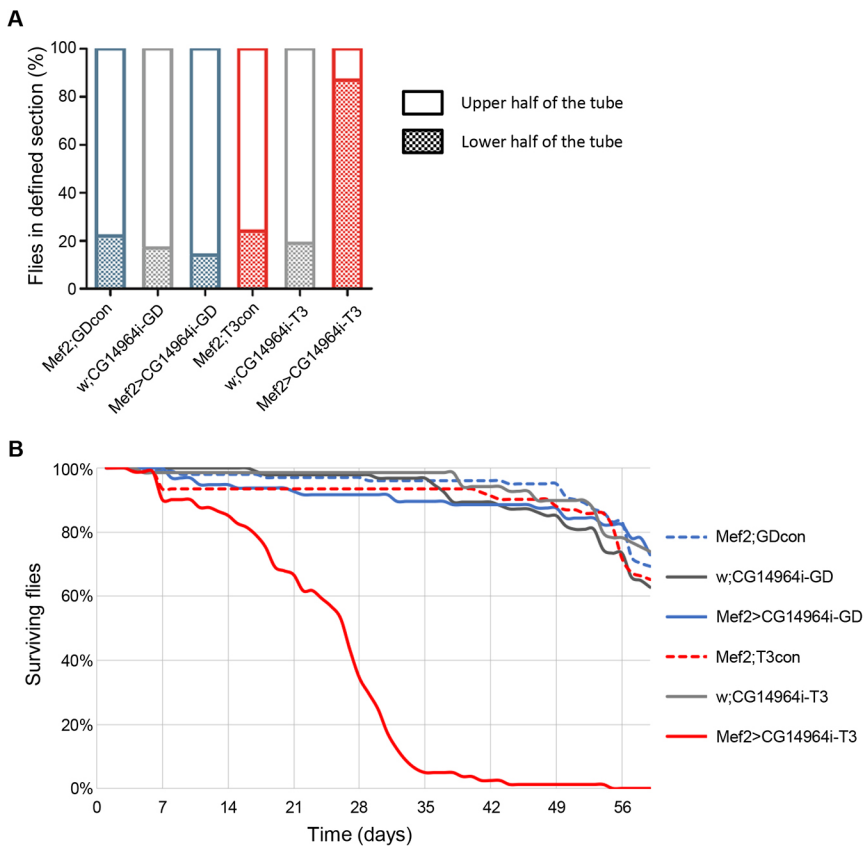 A
Flies in defined section (%)
100
80
60
40
20
0
Mef2;GDcon
w;CG14964i-GD
Mef2>CG14964i-GD
Mef2;T3con
w;CG14964i-T3
Mef2>CG14964i-T3
Upper half of the tube
Lower half of the tube
B
Surviving flies
100%
80%
60%
40%
20%
0%
0 7 14 21 28 35 42 49 56
Time (days)
Mef2;GDcon
w;CG14964i-GD
Mef2>CG14964i-GD
Mef2;T3con
w;CG14964i-T3
Mef2>CG14964i-T3